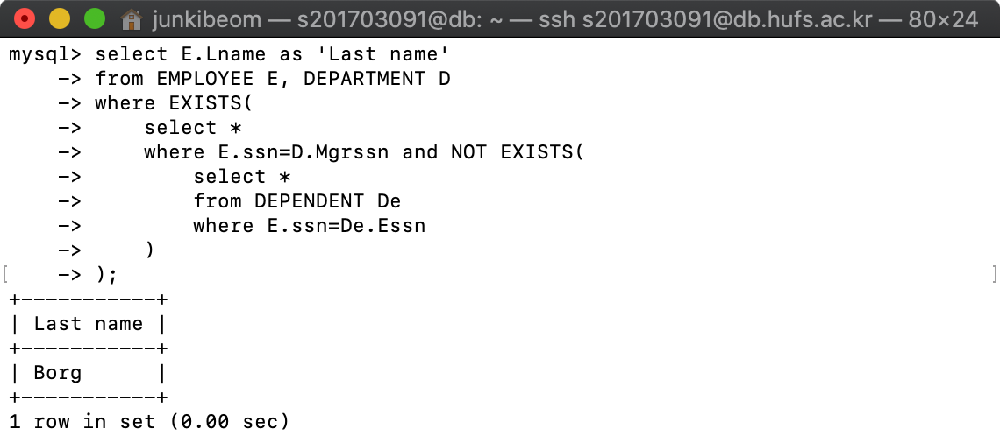 junkibeom — s201703091@db: ~ — ssh s201703091@db.hufs.ac.kr — 80×24
mysql> select E.Lname as 'Last name'
    -> from EMPLOYEE E, DEPARTMENT D
    -> where EXISTS(
    ->     select *
    ->     where E.ssn=D.Mgrssn and NOT EXISTS(
    ->         select *
    ->         from DEPENDENT De
    ->         where E.ssn=De.Essn
    ->     )
[    -> ); ]
+-----------+
| Last name |
+-----------+
| Borg      |
+-----------+
1 row in set (0.00 sec)